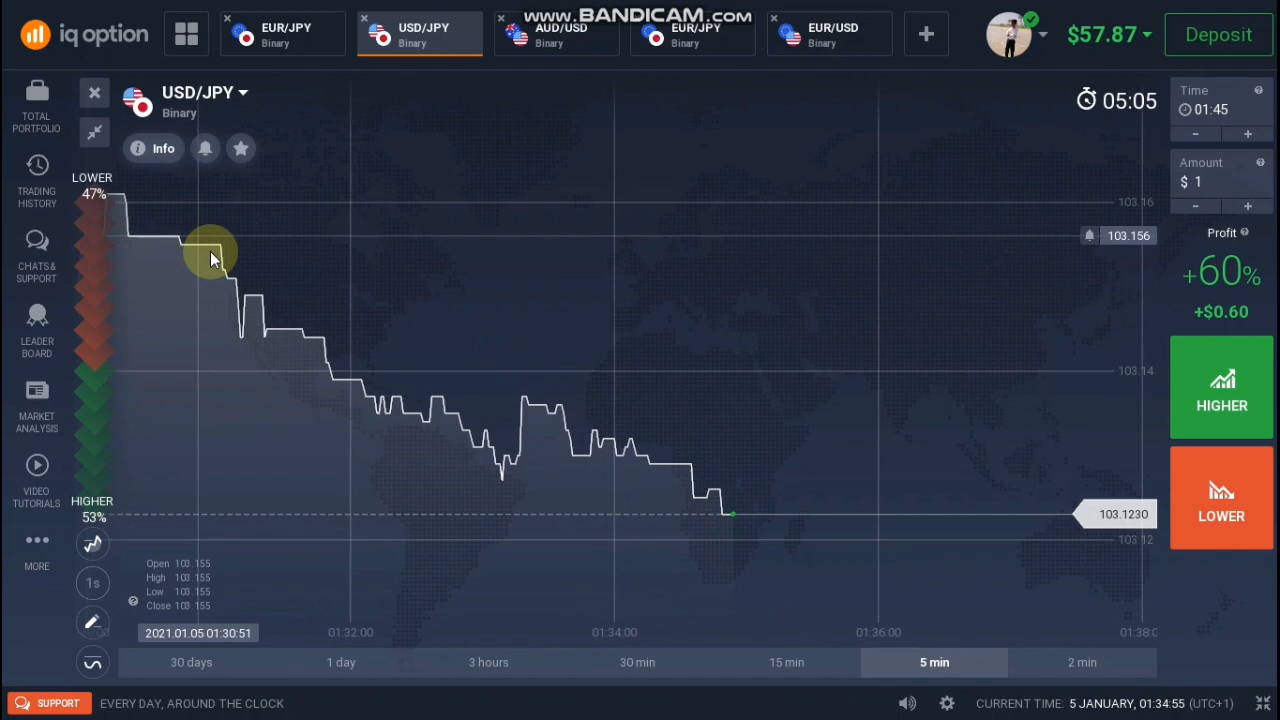 www.BANDICAM.com
iq option
EUR/JPY
Binary
USD/JPY
Binary
AUD/USD
Binary
EUR/JPY
Binary
EUR/USD
Binary
$57.87
Deposit
TOTAL
PORTFOLIO
TRADING
HISTORY
CHATS &
SUPPORT
LEADER
BOARD
MARKET
ANALYSIS
VIDEO
TUTORIALS
MORE
USD/JPY
Binary
Info
05:05
LOWER
47%
HIGHER
53%
103.16
103.156
103.14
103.1230
103.12
1s
Open 103.155
High 103.155
Low 103.155
Close 103.155
2021.01.05 01:30:51
01:32:00
01:34:00
01:36:00
01:38:0
30 days
1 day
3 hours
30 min
15 min
5 min
2 min
Time
01:45
- +
Amount
$ 1
- +
Profit
+60%
+$0.60
HIGHER
LOWER
SUPPORT
EVERY DAY, AROUND THE CLOCK
CURRENT TIME: 5 JANUARY, 01:34:55 (UTC+1)